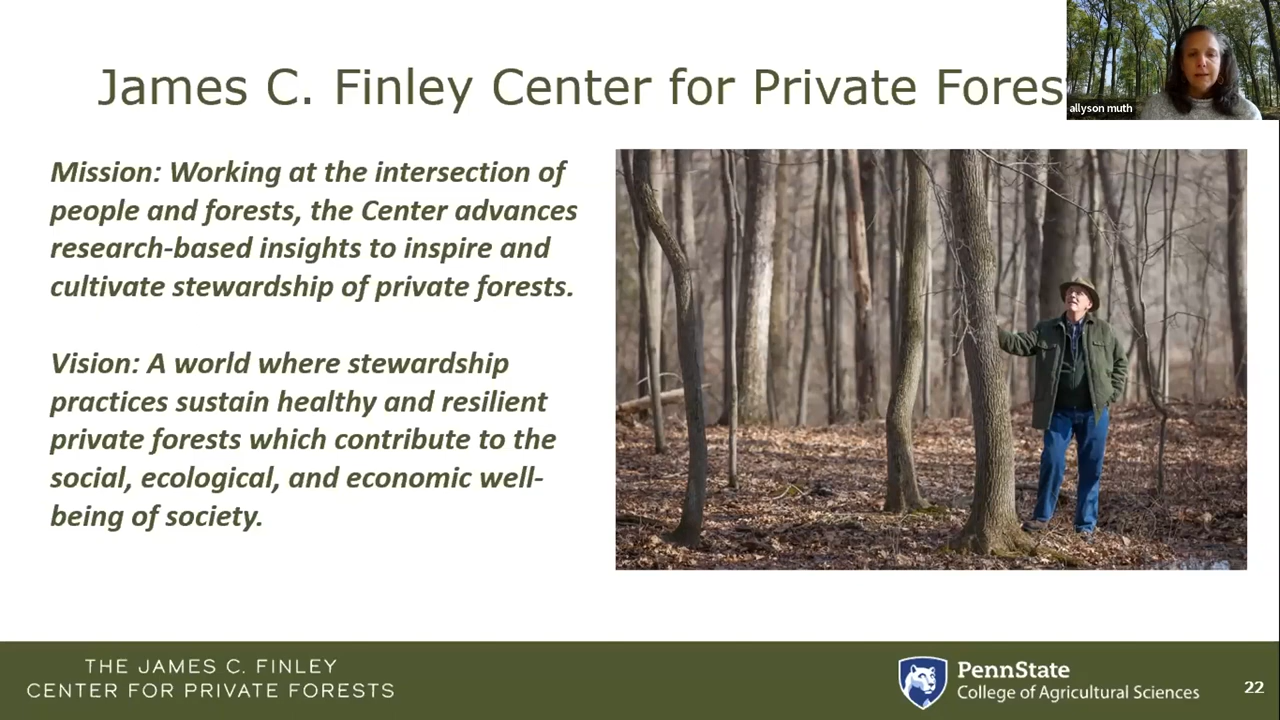 James C. Finley Center for Private Fores
allyson muth
Mission: Working at the intersection of
people and forests, the Center advances
research-based insights to inspire and
cultivate stewardship of private forests.
Vision: A world where stewardship
practices sustain healthy and resilient
private forests which contribute to the
social, ecological, and economic well-
being of society.
THE JAMES C. FINLEY
CENTER FOR PRIVATE FORESTS
PennState
College of Agricultural Sciences
22